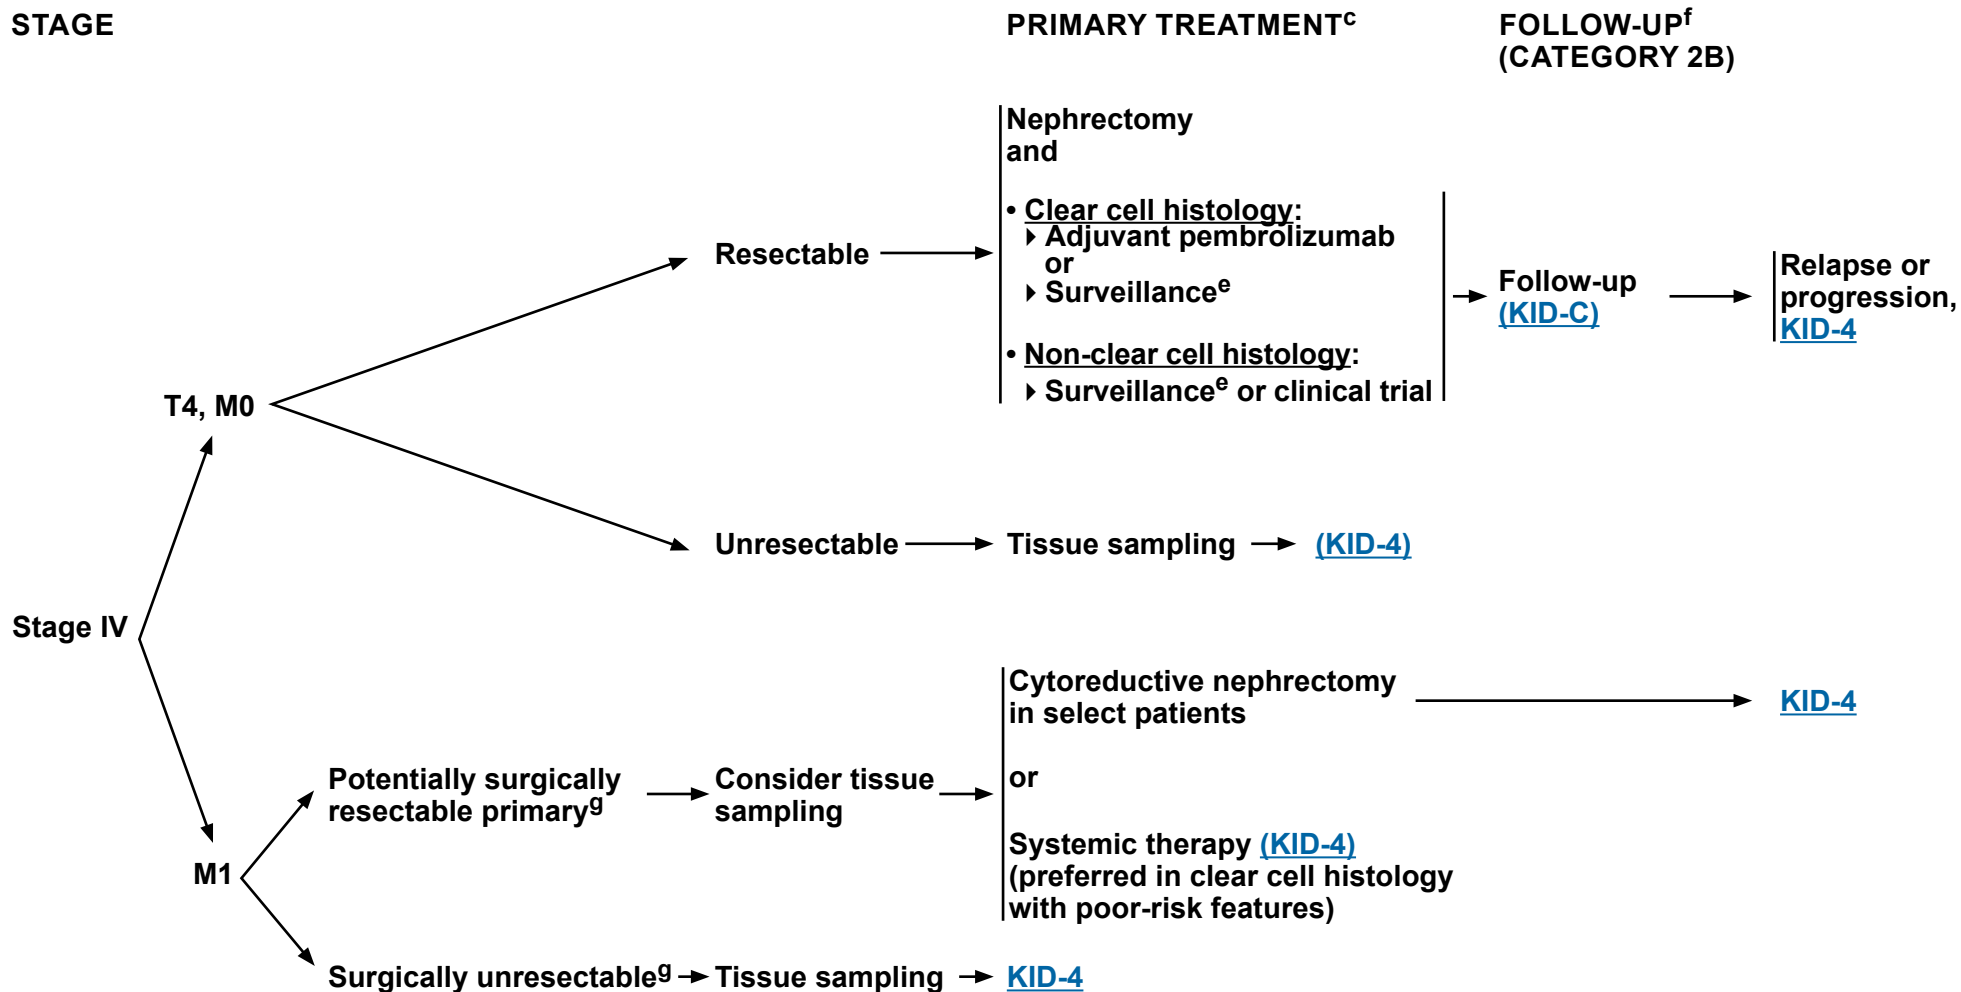 STAGE
PRIMARY TREATMENTc
FOLLOW-UPf
(CATEGORY 2B)
Nephrectomy
and
• Clear cell histology:
Adjuvant pembrolizumab
or
Surveillancee
• Non-clear cell histology:
Surveillancee or clinical trial
Resectable
Follow-up
(KID-C)
Relapse or
progression,
KID-4
T4, M0
Unresectable
Tissue sampling
(KID-4)
Stage IV
Cytoreductive nephrectomy
in select patients
KID-4
or
Systemic therapy (KID-4)
(preferred in clear cell histology
with poor-risk features)
Potentially surgically
resectable primaryg
Consider tissue
sampling
M1
Surgically unresectableg
Tissue sampling
KID-4